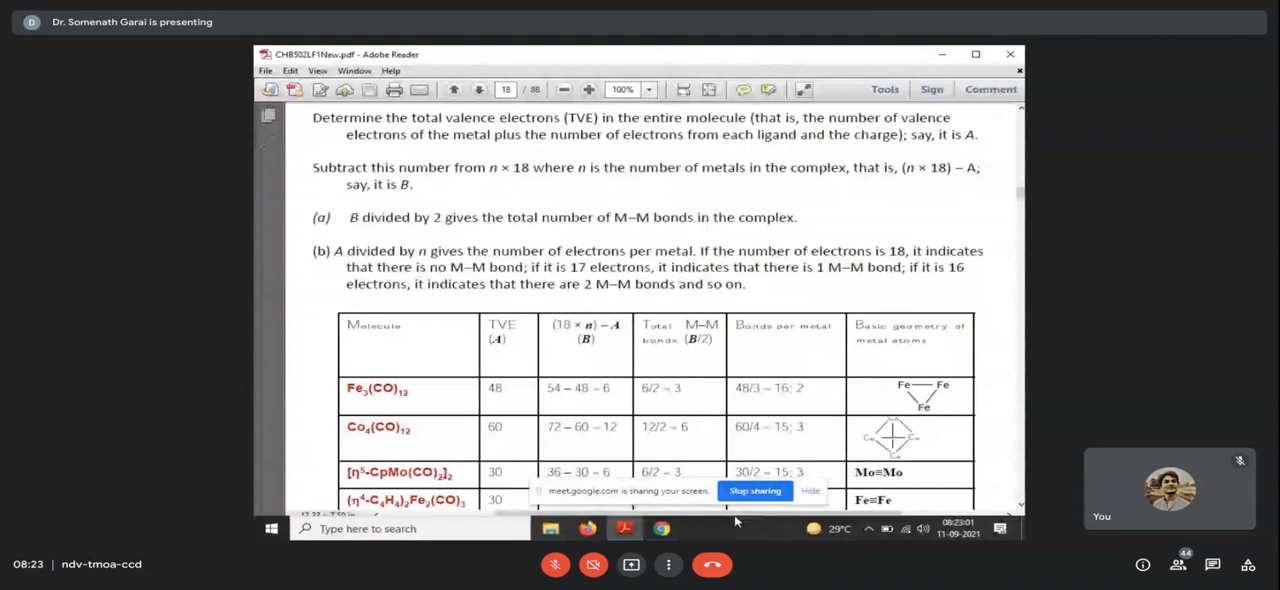 D Dr. Somenath Garai is presenting
CHB502LF1New.pdf - Adobe Reader
File Edit View Window Help
18 / 88 100% Tools Sign Comment
Determine the total valence electrons (TVE) in the entire molecule (that is, the number of valence
electrons of the metal plus the number of electrons from each ligand and the charge); say, it is A.
Subtract this number from n × 18 where n is the number of metals in the complex, that is, (n × 18) – A;
say, it is B.
(a) B divided by 2 gives the total number of M–M bonds in the complex.
(b) A divided by n gives the number of electrons per metal. If the number of electrons is 18, it indicates
that there is no M–M bond; if it is 17 electrons, it indicates that there is 1 M–M bond; if it is 16
electrons, it indicates that there are 2 M–M bonds and so on.
Molecule TVE (18 × n) – A Total M–M Bonds per metal Basic geometry of
(A) (B) bonds (B/2) metal atoms
Fe3(CO)12 48 54 – 48 = 6 6/2 = 3 48/3 = 16; 2 Fe Fe
Fe
Co4(CO)12 60 72 – 60 = 12 12/2 = 6 60/4 = 15; 3 Co Co
Co
[η5-CpMo(CO)2]2 30 36 – 30 = 6 6/2 = 3 30/2 = 15; 3 Mo≡Mo
(η4-C4H4)2Fe2(CO)3 30 Fe≡Fe
meet.google.com is sharing your screen. Stop sharing Hide
Type here to search 29°C 08:23:01
11-09-2021
You
08:23 | ndv-tmoa-ccd 44